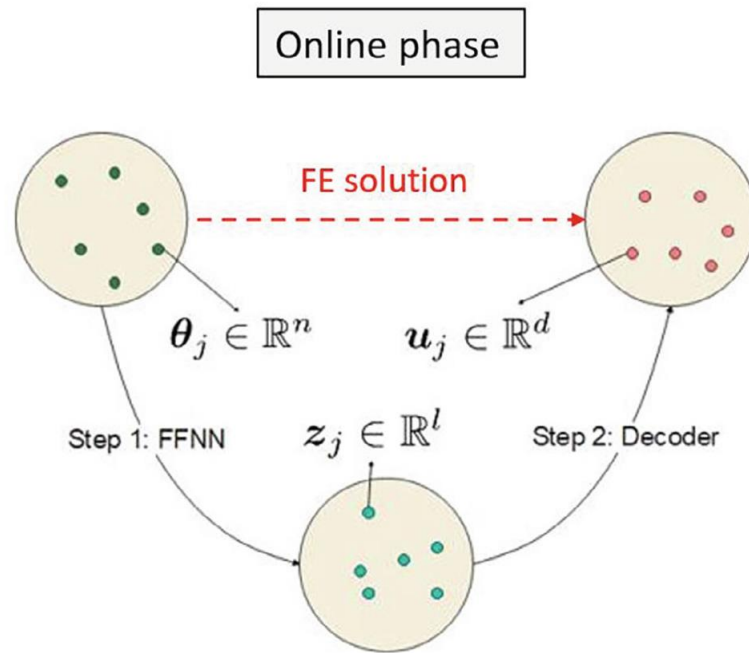 Online phase
FE solution
θ_j ∈ ℝ^n
u_j ∈ ℝ^d
Step 1: FFNN
z_j ∈ ℝ^l
Step 2: Decoder